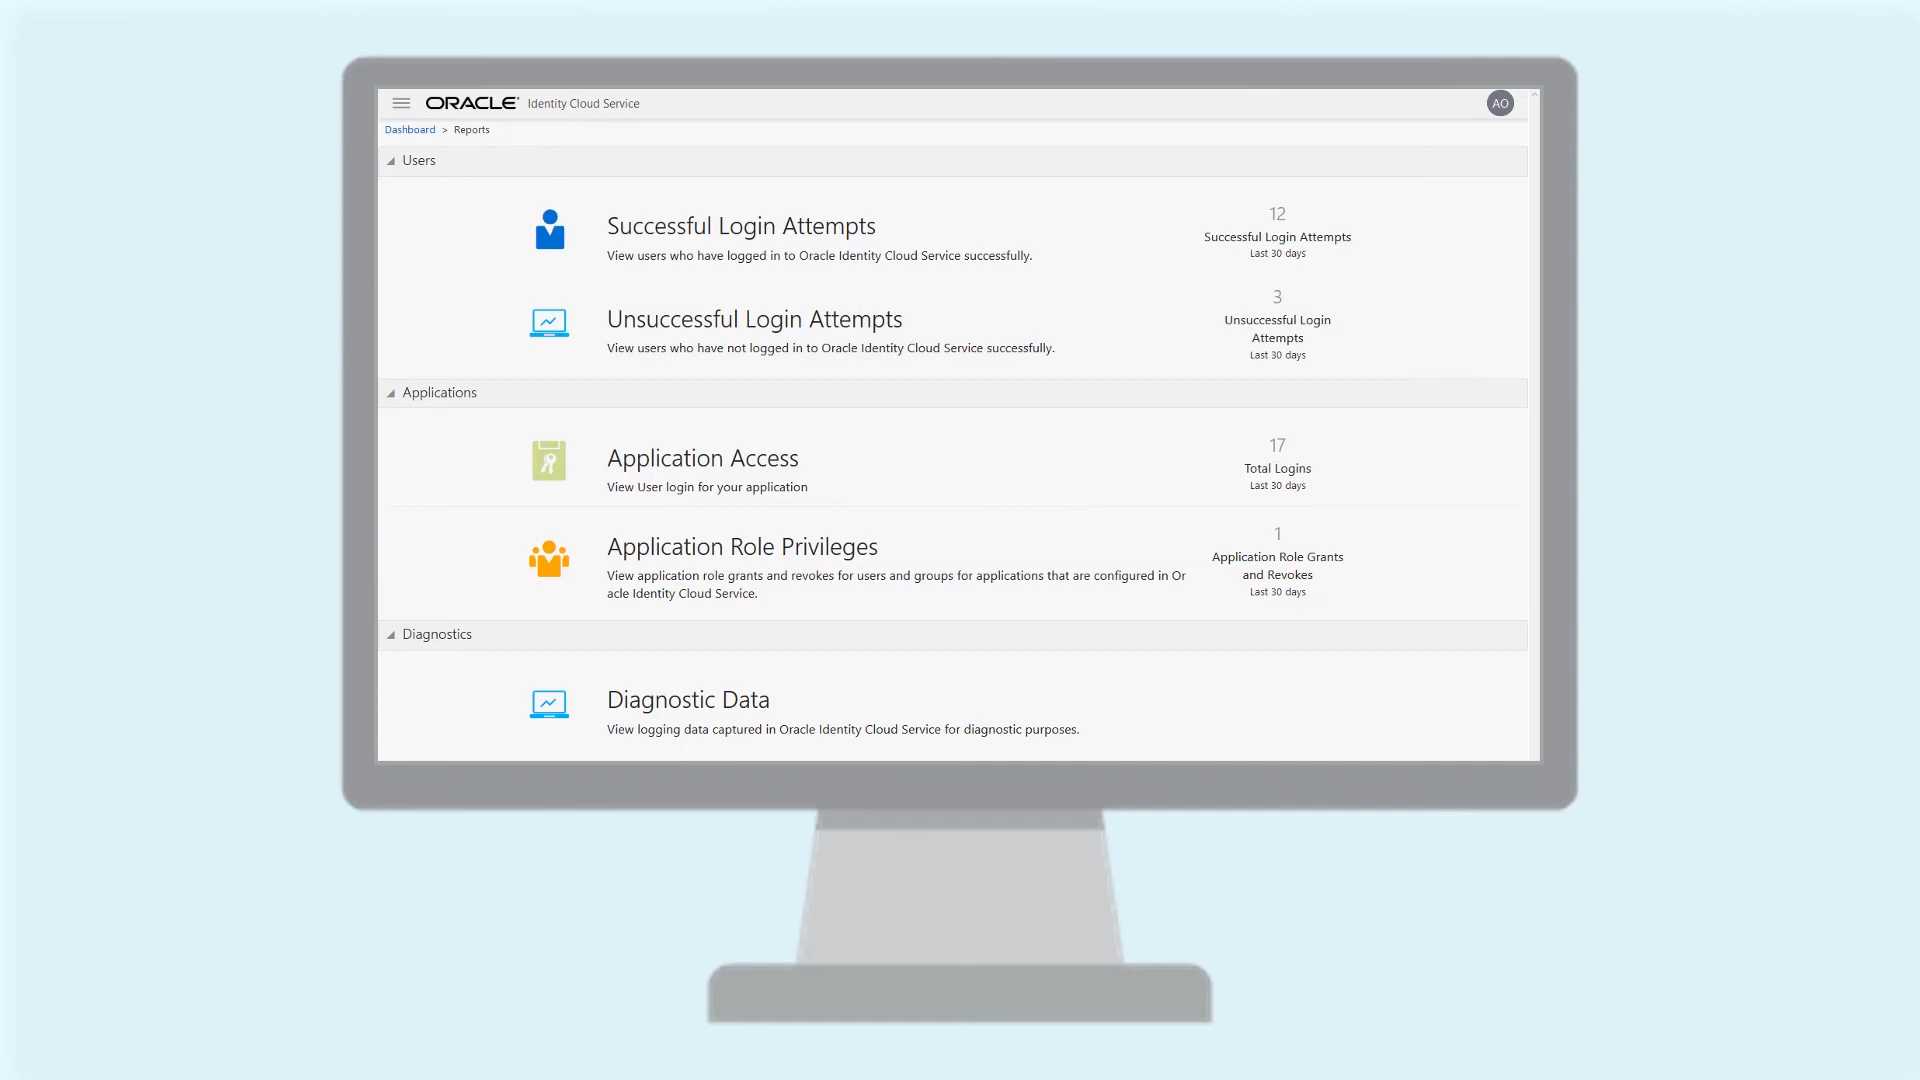 ORACLE Identity Cloud Service
AO
Dashboard > Reports
Users
Successful Login Attempts
View users who have logged in to Oracle Identity Cloud Service successfully.
12
Successful Login Attempts
Last 30 days
Unsuccessful Login Attempts
View users who have not logged in to Oracle Identity Cloud Service successfully.
3
Unsuccessful Login
Attempts
Last 30 days
Applications
Application Access
View User login for your application
17
Total Logins
Last 30 days
Application Role Privileges
View application role grants and revokes for users and groups for applications that are configured in Or
acle Identity Cloud Service.
1
Application Role Grants
and Revokes
Last 30 days
Diagnostics
Diagnostic Data
View logging data captured in Oracle Identity Cloud Service for diagnostic purposes.